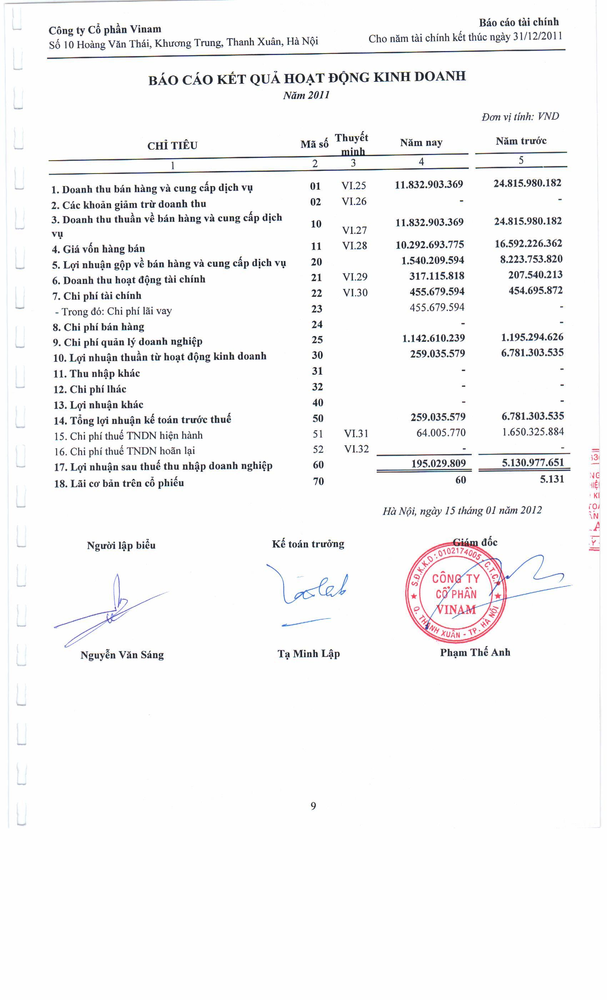 Công ty Cổ phần Vinam
Báo cáo tài chính
Số 10 Hoàng Văn Thái, Khương Trung, Thanh Xuân, Hà Nội
Cho năm tài chính kết thúc ngày 31/12/2011
BÁO CÁO KẾT QUẢ HOẠT ĐỘNG KINH DOANH
Năm 2011
Đơn vị tính: VND
CHỈ TIÊU Mã số Thuyết minh Năm nay Năm trước
1 2 3 4 5
1. Doanh thu bán hàng và cung cấp dịch vụ 01 VI.25 11.832.903.369 24.815.980.182
2. Các khoản giảm trừ doanh thu 02 VI.26 - -
3. Doanh thu thuần về bán hàng và cung cấp dịch
vụ 10 VI.27 11.832.903.369 24.815.980.182
4. Giá vốn hàng bán 11 VI.28 10.292.693.775 16.592.226.362
5. Lợi nhuận gộp về bán hàng và cung cấp dịch vụ 20 1.540.209.594 8.223.753.820
6. Doanh thu hoạt động tài chính 21 VI.29 317.115.818 207.540.213
7. Chi phí tài chính 22 VI.30 455.679.594 454.695.872
- Trong đó: Chi phí lãi vay 23 455.679.594 -
8. Chi phí bán hàng 24 - -
9. Chi phí quản lý doanh nghiệp 25 1.142.610.239 1.195.294.626
10. Lợi nhuận thuần từ hoạt động kinh doanh 30 259.035.579 6.781.303.535
11. Thu nhập khác 31 - -
12. Chi phí lhác 32 - -
13. Lợi nhuận khác 40 - -
14. Tổng lợi nhuận kế toán trước thuế 50 259.035.579 6.781.303.535
15. Chi phí thuế TNDN hiện hành 51 VI.31 64.005.770 1.650.325.884
16. Chi phí thuế TNDN hoãn lại 52 VI.32 - -
17. Lợi nhuận sau thuế thu nhập doanh nghiệp 60 195.029.809 5.130.977.651
18. Lãi cơ bản trên cổ phiếu 70 60 5.131
Hà Nội, ngày 15 tháng 01 năm 2012
Người lập biểu Kế toán trưởng Giám đốc
S.Đ.K.K.D : 0102174005 - C.T.C.P
CÔNG TY
CỔ PHẦN
VINAM
Q. THANH XUÂN - TP. HÀ NỘI
Nguyễn Văn Sáng Tạ Minh Lập Phạm Thế Anh
9